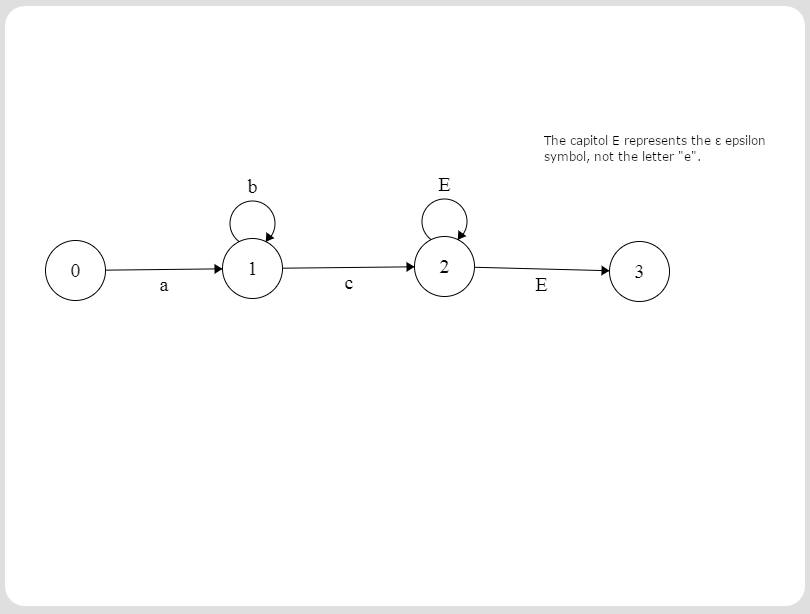 The capitol E represents the ε epsilon
symbol, not the letter "e".
b
E
0
1
2
3
a
c
E